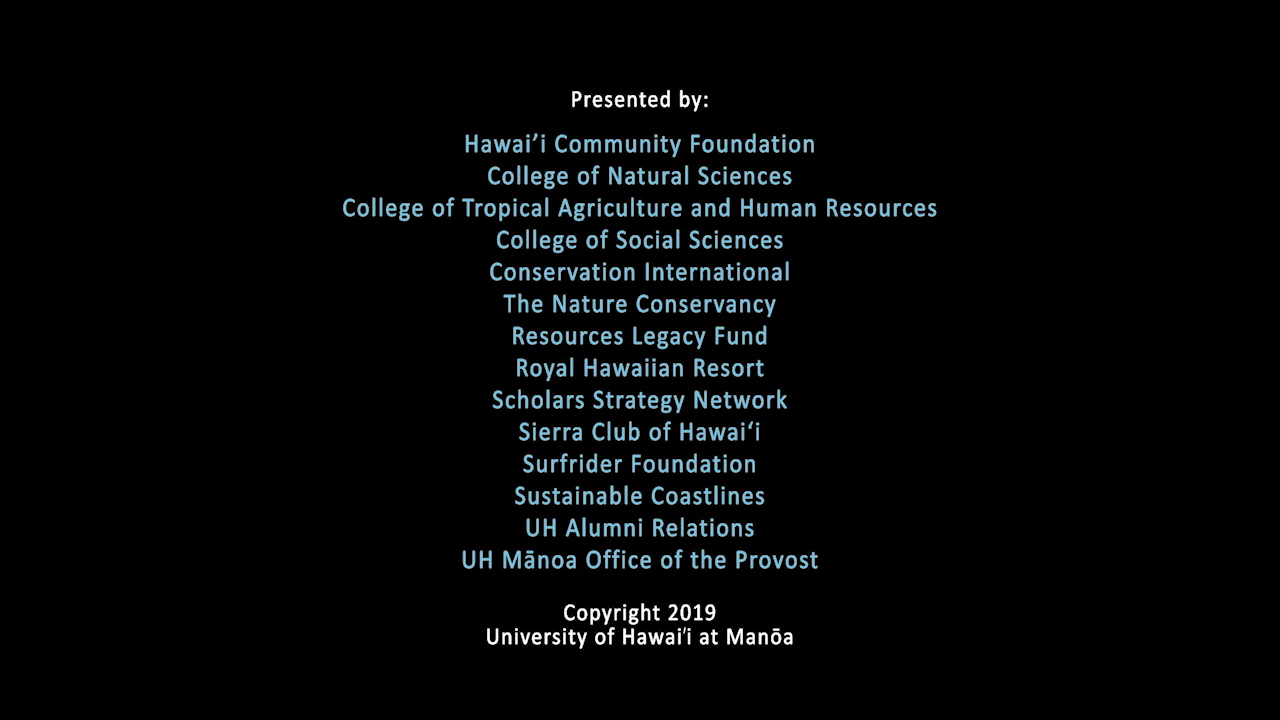 Presented by:
Hawai’i Community Foundation
College of Natural Sciences
College of Tropical Agriculture and Human Resources
College of Social Sciences
Conservation International
The Nature Conservancy
Resources Legacy Fund
Royal Hawaiian Resort
Scholars Strategy Network
Sierra Club of Hawai‘i
Surfrider Foundation
Sustainable Coastlines
UH Alumni Relations
UH Mānoa Office of the Provost
Copyright 2019
University of Hawai'i at Manōa